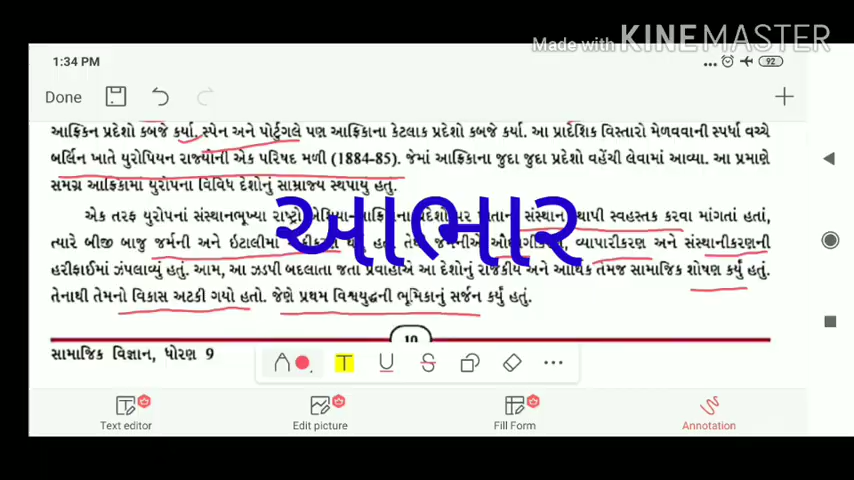 Made with KINEMASTER
1:34 PM
92
Done
આફ્રિકન પ્રદેશો કબજે કર્યા. સ્પેન અને પોર્ટુગલે પણ આફ્રિકાના કેટલાક પ્રદેશો કબજે કર્યા. આ પ્રાદેશિક વિસ્તારો મેળવવાની સ્પર્ધા વચ્ચે
બર્લિન ખાતે યુરોપિયન રાજ્યોની એક પરિષદ મળી (1884-85). જેમાં આફ્રિકાના જુદા જુદા પ્રદેશો વહેંચી લેવામાં આવ્યા. આ પ્રમાણે
સમગ્ર આફ્રિકામાં યુરોપના વિવિધ દેશોનું સામ્રાજ્ય સ્થપાયુ હતું.
એક તરફ યુરોપનાં સંસ્થાનભૂખ્યા રાષ્ટ્રો સંસ્થાન સ્થાપી સ્વહસ્તક કરવા માંગતાં હતાં,
ત્યારે બીજી બાજુ જર્મની અને ઇટાલીમાં વ્યાપારીકરણ અને સંસ્થાનીકરણની
હરીફાઈમાં ઝંપલાવ્યું હતું. આમ, આ ઝડપી બદલાતા જતા પ્રવાહોએ આ દેશોનું રાજકીય અને આર્થિક તેમજ સામાજિક શોષણ કર્યું હતું.
તેનાથી તેમનો વિકાસ અટકી ગયો હતો. જેણે પ્રથમ વિશ્વયુદ્ધની ભૂમિકાનું સર્જન કર્યું હતું.
આભાર
10
સામાજિક વિજ્ઞાન, ધોરણ 9
Text editor
Edit picture
Fill Form
Annotation